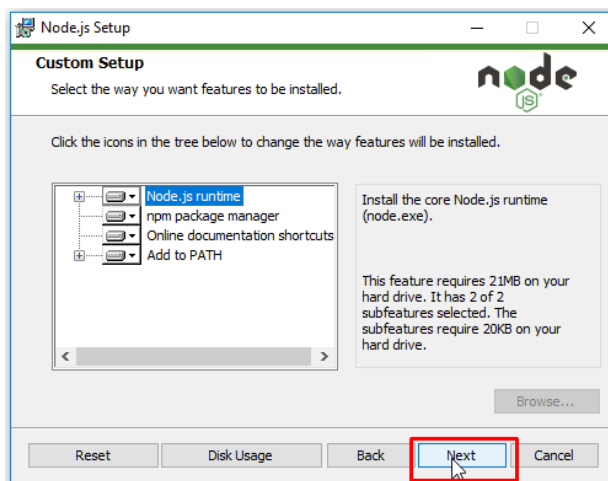 Node.js Setup
Custom Setup
Select the way you want features to be installed.
node
JS
Click the icons in the tree below to change the way features will be installed.
Node.js runtime
npm package manager
Online documentation shortcuts
Add to PATH
Install the core Node.js runtime
(node.exe).
This feature requires 21MB on your
hard drive. It has 2 of 2
subfeatures selected. The
subfeatures require 20KB on your
hard drive.
Browse...
Reset Disk Usage Back Next Cancel